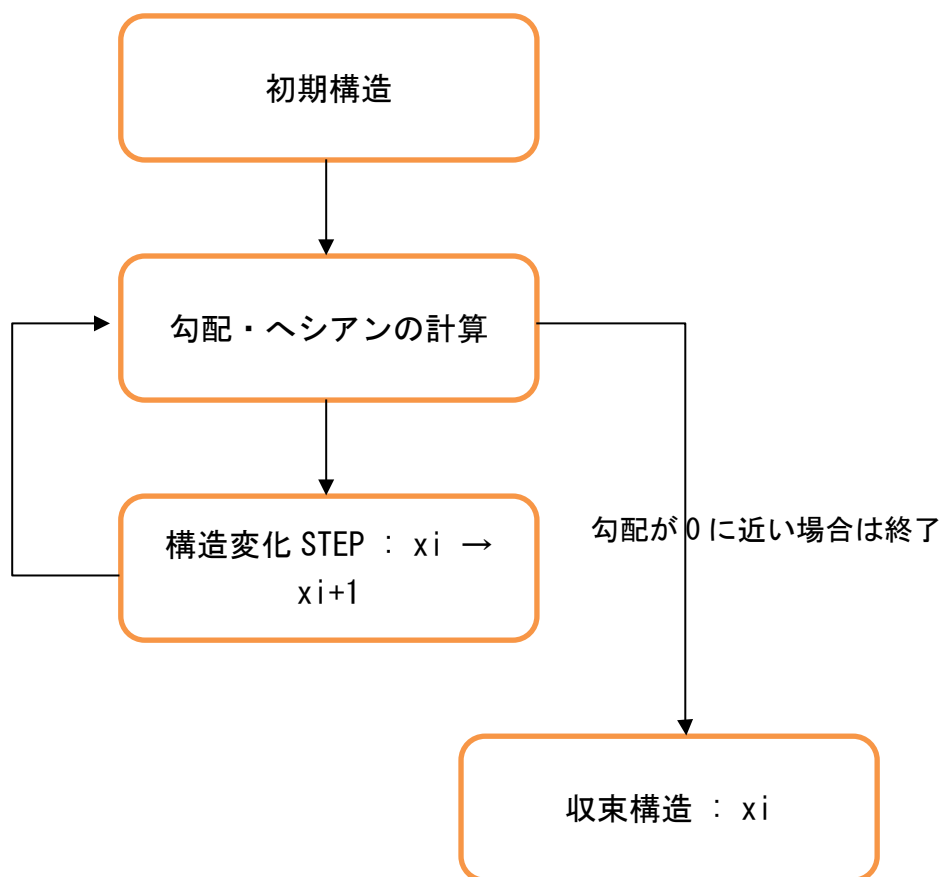 初期構造
勾配・ヘシアンの計算
構造変化 STEP : xi →
xi+1
勾配が 0 に近い場合は終了
収束構造 : xi